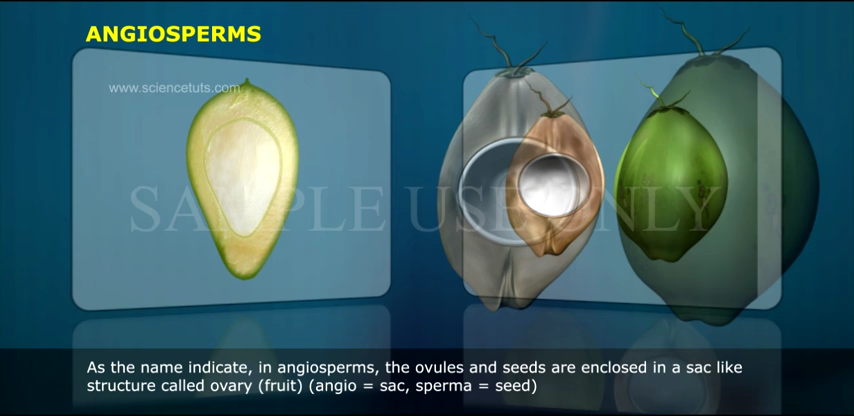 ANGIOSPERMS
www.sciencetuts.com
SAMPLE USE ONLY
As the name indicate, in angiosperms, the ovules and seeds are enclosed in a sac like
structure called ovary (fruit) (angio = sac, sperma = seed)